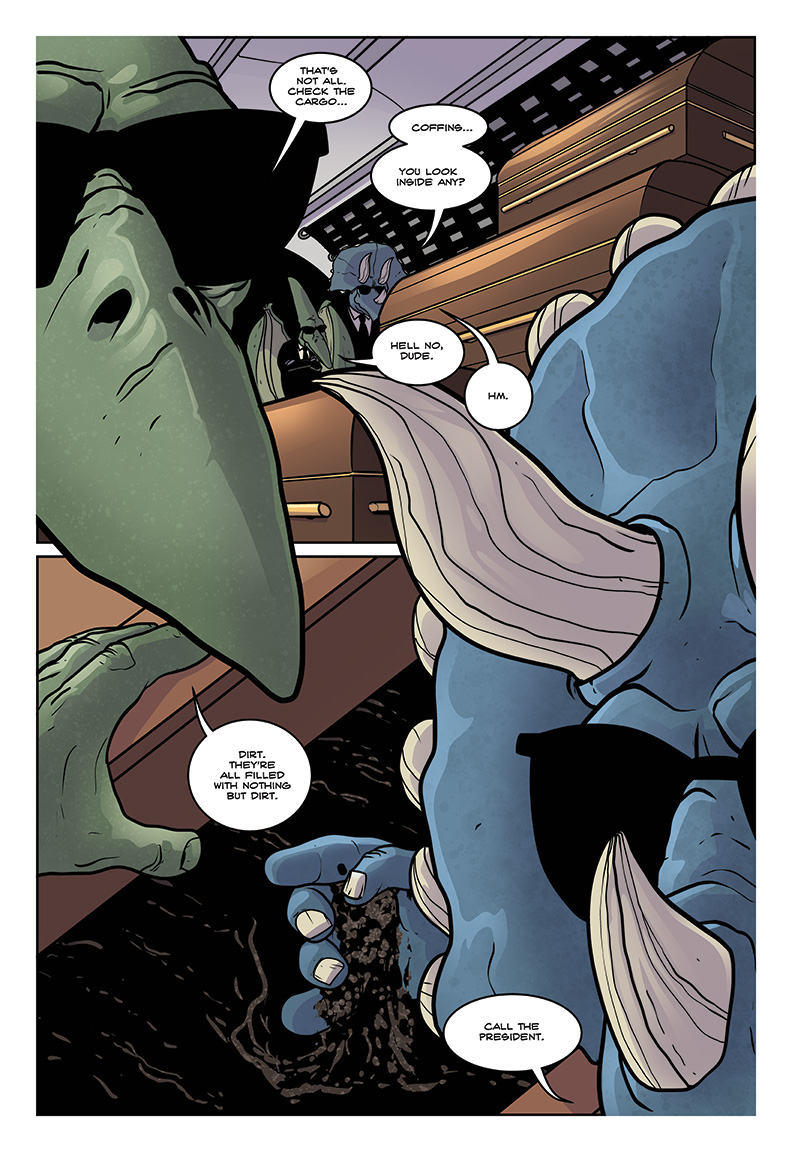 THAT'S
NOT ALL.
CHECK THE
CARGO...
COFFINS...
YOU LOOK
INSIDE ANY?
HELL NO,
DUDE.
HM.
DIRT.
THEY'RE
ALL FILLED
WITH NOTHING
BUT DIRT.
CALL THE
PRESIDENT.